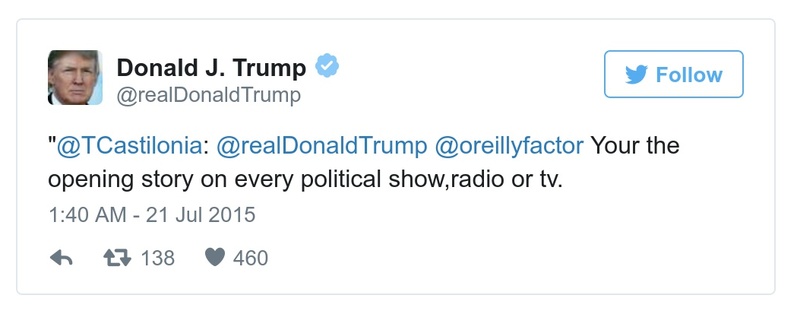 Donald J. Trump
@realDonaldTrump
Follow
"@TCastilonia: @realDonaldTrump @oreillyfactor Your the
opening story on every political show,radio or tv.
1:40 AM - 21 Jul 2015
138 460